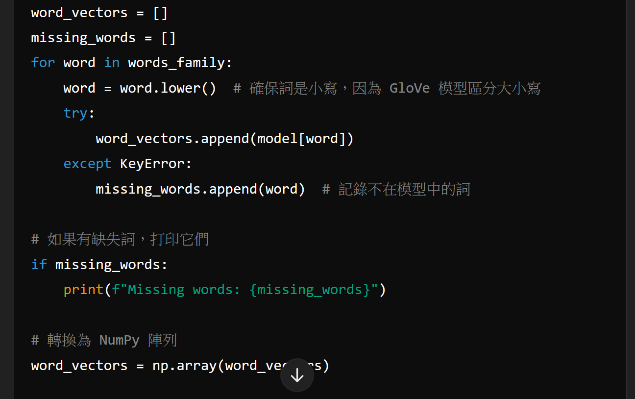 word_vectors = []
missing_words = []
for word in words_family:
    word = word.lower()  # 確保詞是小寫，因為 GloVe 模型區分大小寫
    try:
        word_vectors.append(model[word])
    except KeyError:
        missing_words.append(word)  # 記錄不在模型中的詞
# 如果有缺失詞，打印它們
if missing_words:
    print(f"Missing words: {missing_words}")
# 轉換為 NumPy 陣列
word_vectors = np.array(word_vectors)